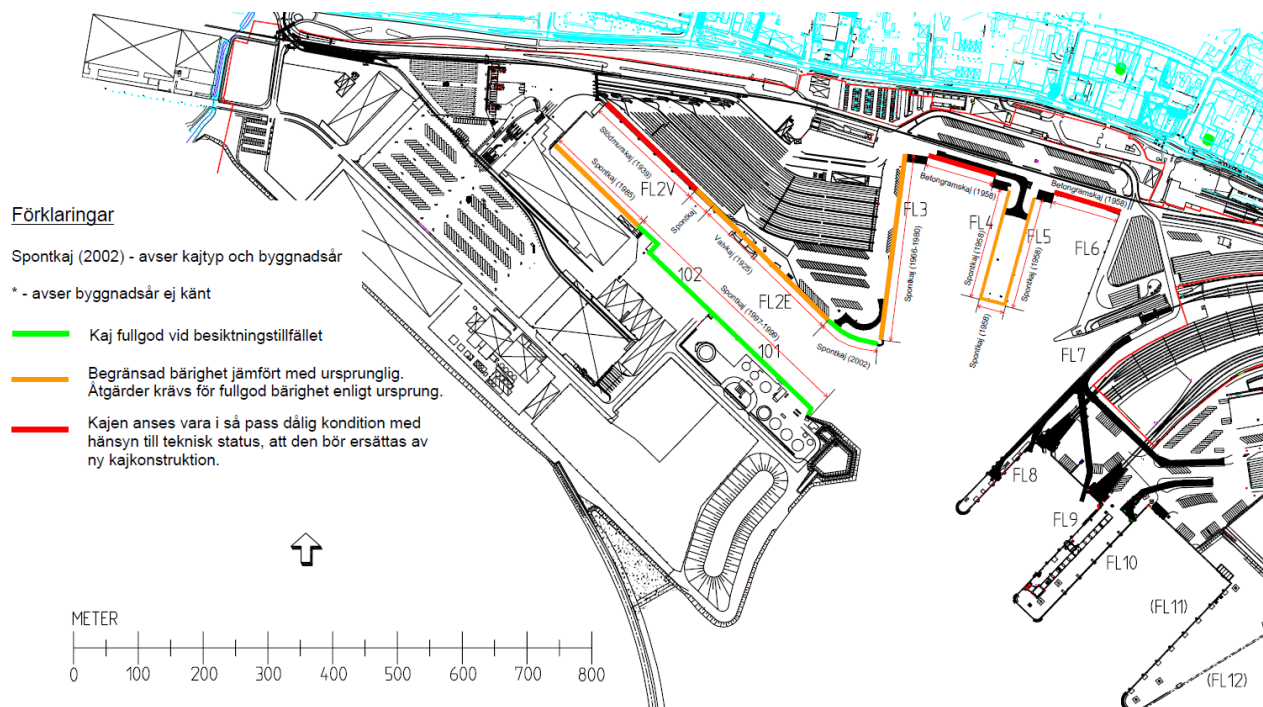 Förklaringar
Spontkaj (2002) - avser kajtyp och byggnadsår
* - avser byggnadsår ej känt
Kaj fullgod vid besiktningstillfället
Begränsad bärighet jämfört med ursprunglig.
Åtgärder krävs för fullgod bärighet enligt ursprung.
Kajen anses vara i så pass dålig kondition med
hänsyn till teknisk status, att den bör ersättas av
ny kajkonstruktion.
METER
0 100 200 300 400 500 600 700 800
Stödmurskaj (1939)
Spontkaj (1985)
FL2V
Spontkaj
Valvkaj (1925)
FL2E
102
Spontkaj (1997-1999)
101
Spontkaj (2002)
FL3
Spontkaj (1966-1980)
Betongramskaj (1958)
Betongramskaj (1958)
FL4
Spontkaj (1958)
FL5
Spontkaj (1958)
Spontkaj (1958)
FL6
FL7
FL8
FL9
FL10
(FL11)
(FL12)